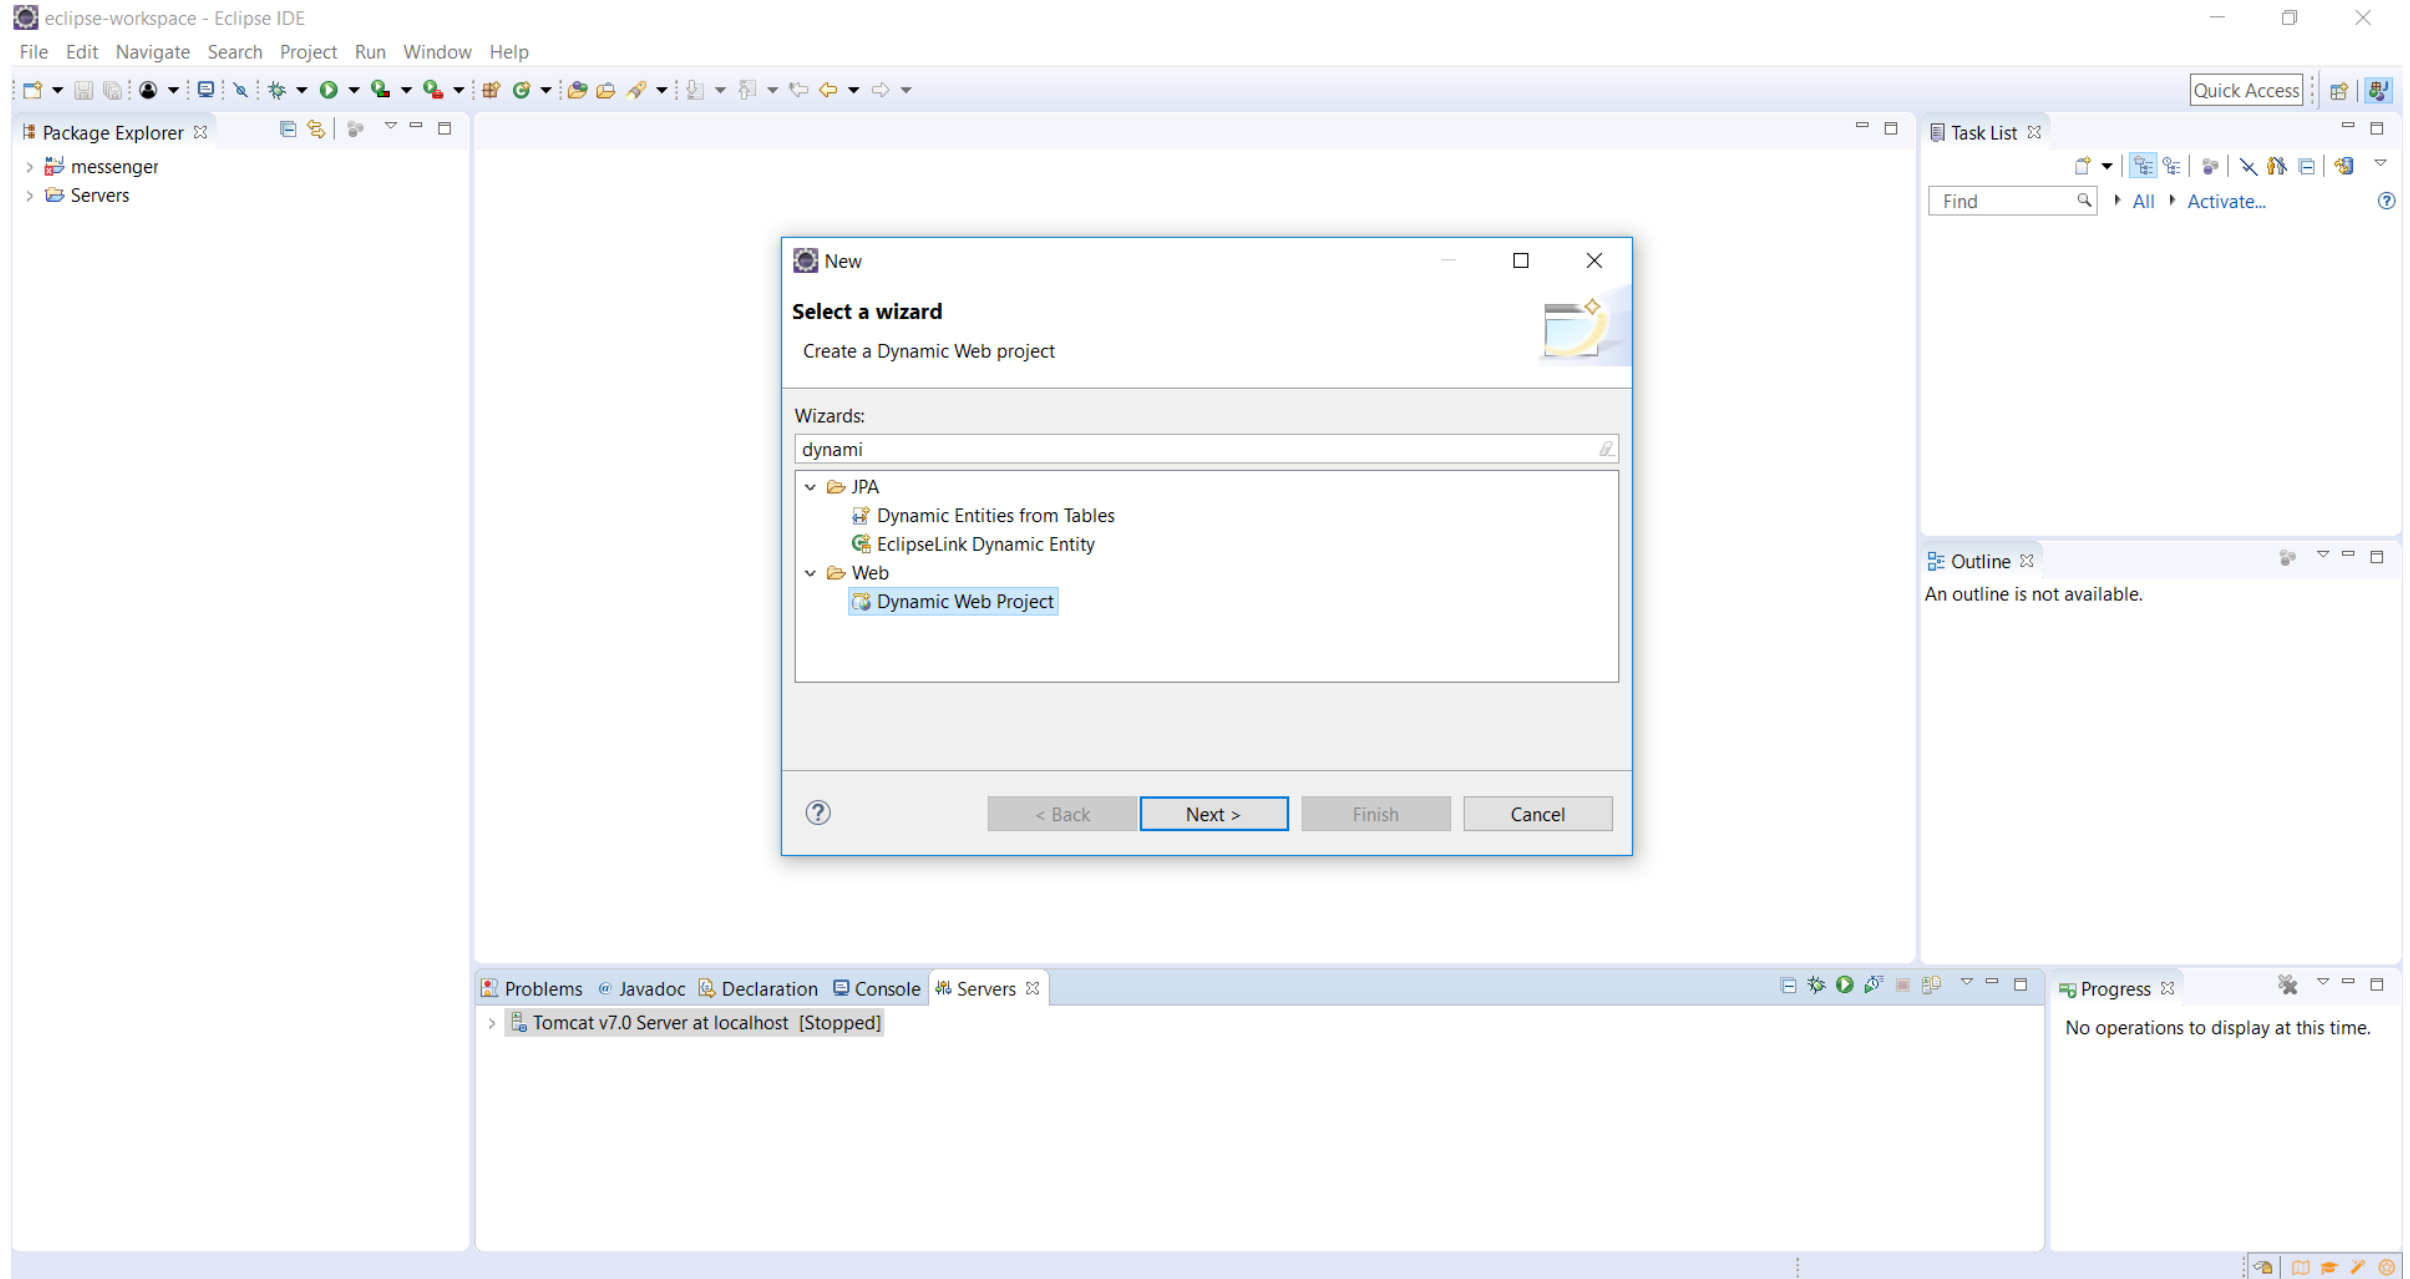 eclipse-workspace - Eclipse IDE
File Edit Navigate Search Project Run Window Help
Quick Access
Package Explorer
messenger
Servers
Task List
Find All Activate...
New
Select a wizard
Create a Dynamic Web project
Wizards:
dynami
JPA
Dynamic Entities from Tables
EclipseLink Dynamic Entity
Web
Dynamic Web Project
< Back Next > Finish Cancel
Outline
An outline is not available.
Problems @ Javadoc Declaration Console Servers
Tomcat v7.0 Server at localhost [Stopped]
Progress
No operations to display at this time.